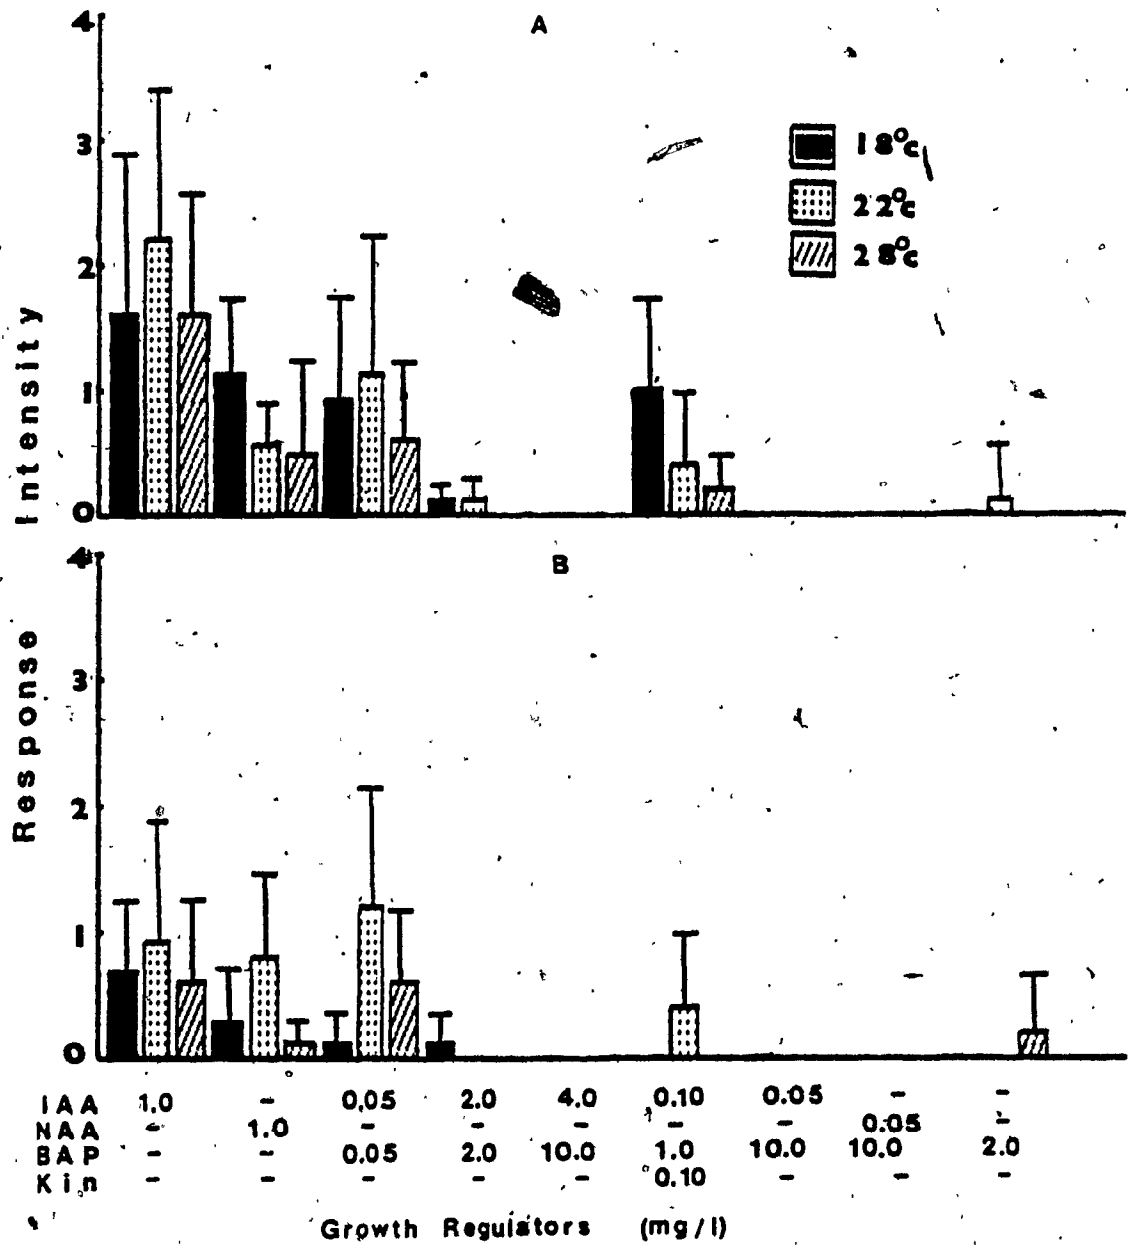 A
4
3
2
1
0
Intensity
18°c
22°c
28°c
B
4
3
2
1
0
Response
IAA 1.0 - 0.05 2.0 4.0 0.10 0.05 - -
NAA - 1.0 - - - - - 0.05 -
BAP - - 0.05 2.0 10.0 1.0 10.0 10.0 2.0
Kin - - - - - 0.10 - - -
Growth Regulators (mg/l)